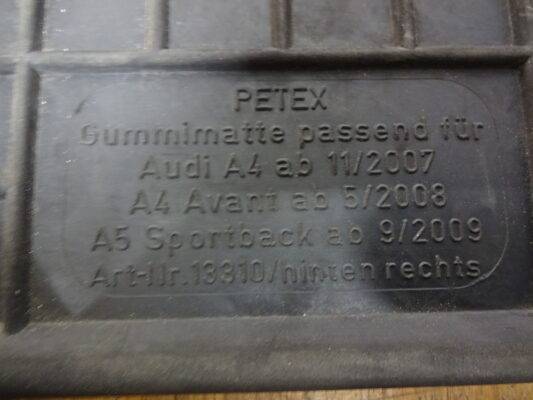 PETEX
Gummimatte passend für
Audi A4 ab 11/2007
A4 Avant ab 5/2008
A5 Sportback ab 9/2009
Art-Nr.13310/hinten rechts